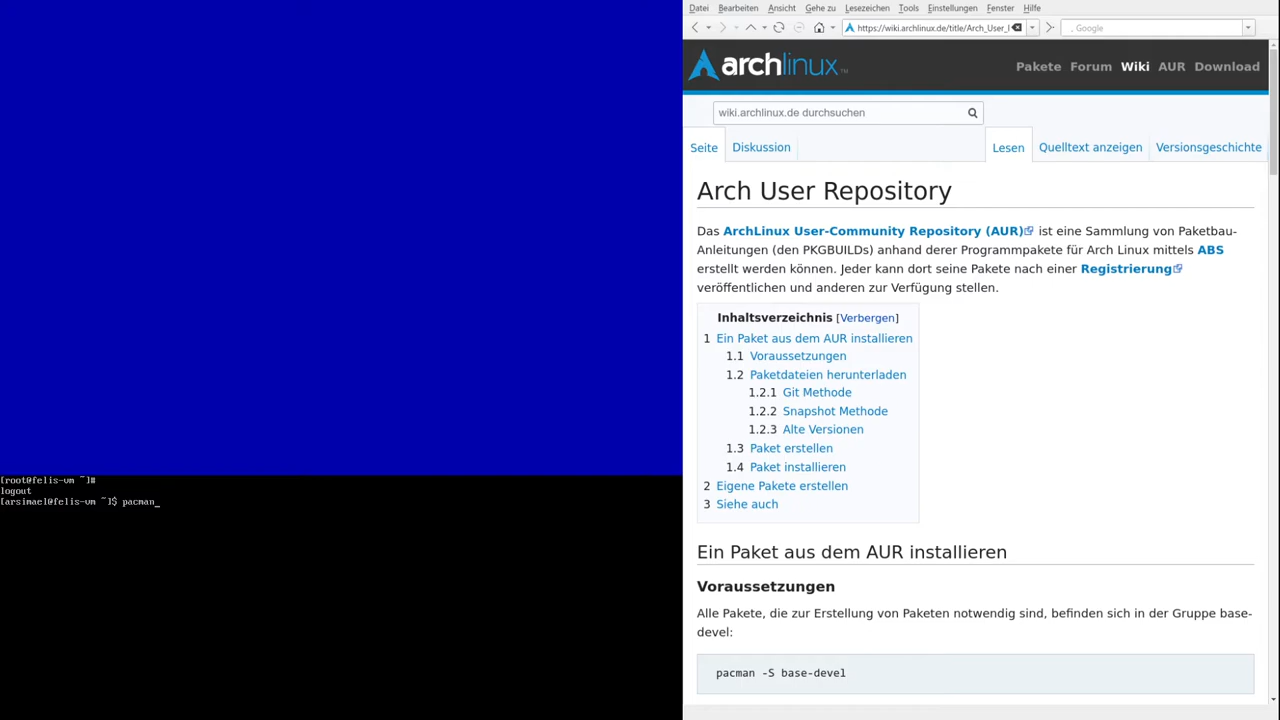 [root@felis-vm ~]#
logout
[arsimael@felis-vm ~]$ pacman_
Datei Bearbeiten Ansicht Gehe zu Lesezeichen Tools Einstellungen Fenster Hilfe
https://wiki.archlinux.de/title/Arch_User_ Google
archlinux™ Pakete Forum Wiki AUR Download
wiki.archlinux.de durchsuchen
Seite Diskussion Lesen Quelltext anzeigen Versionsgeschichte
Arch User Repository
Das ArchLinux User-Community Repository (AUR) ist eine Sammlung von Paketbau-
Anleitungen (den PKGBUILDs) anhand derer Programmpakete für Arch Linux mittels ABS
erstellt werden können. Jeder kann dort seine Pakete nach einer Registrierung
veröffentlichen und anderen zur Verfügung stellen.
Inhaltsverzeichnis [Verbergen]
1 Ein Paket aus dem AUR installieren
1.1 Voraussetzungen
1.2 Paketdateien herunterladen
1.2.1 Git Methode
1.2.2 Snapshot Methode
1.2.3 Alte Versionen
1.3 Paket erstellen
1.4 Paket installieren
2 Eigene Pakete erstellen
3 Siehe auch
Ein Paket aus dem AUR installieren
Voraussetzungen
Alle Pakete, die zur Erstellung von Paketen notwendig sind, befinden sich in der Gruppe base-
devel:
pacman -S base-devel